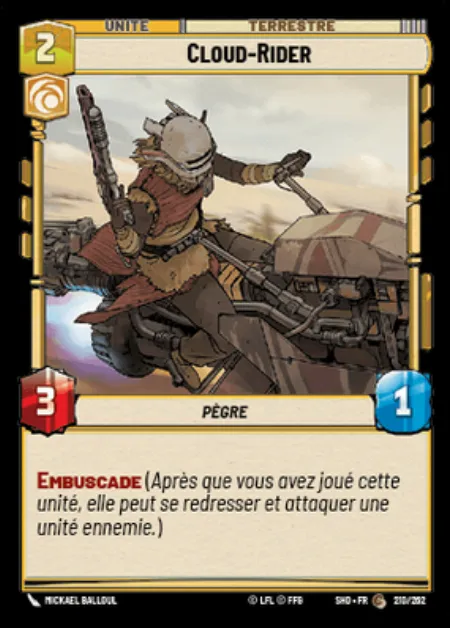 UNITÉ TERRESTRE
2
CLOUD-RIDER
3
PÈGRE
1
EMBUSCADE (Après que vous avez joué cette
unité, elle peut se redresser et attaquer une
unité ennemie.)
MICKAEL BALLOUL © LFL © FFG SHD • FR C 210/262